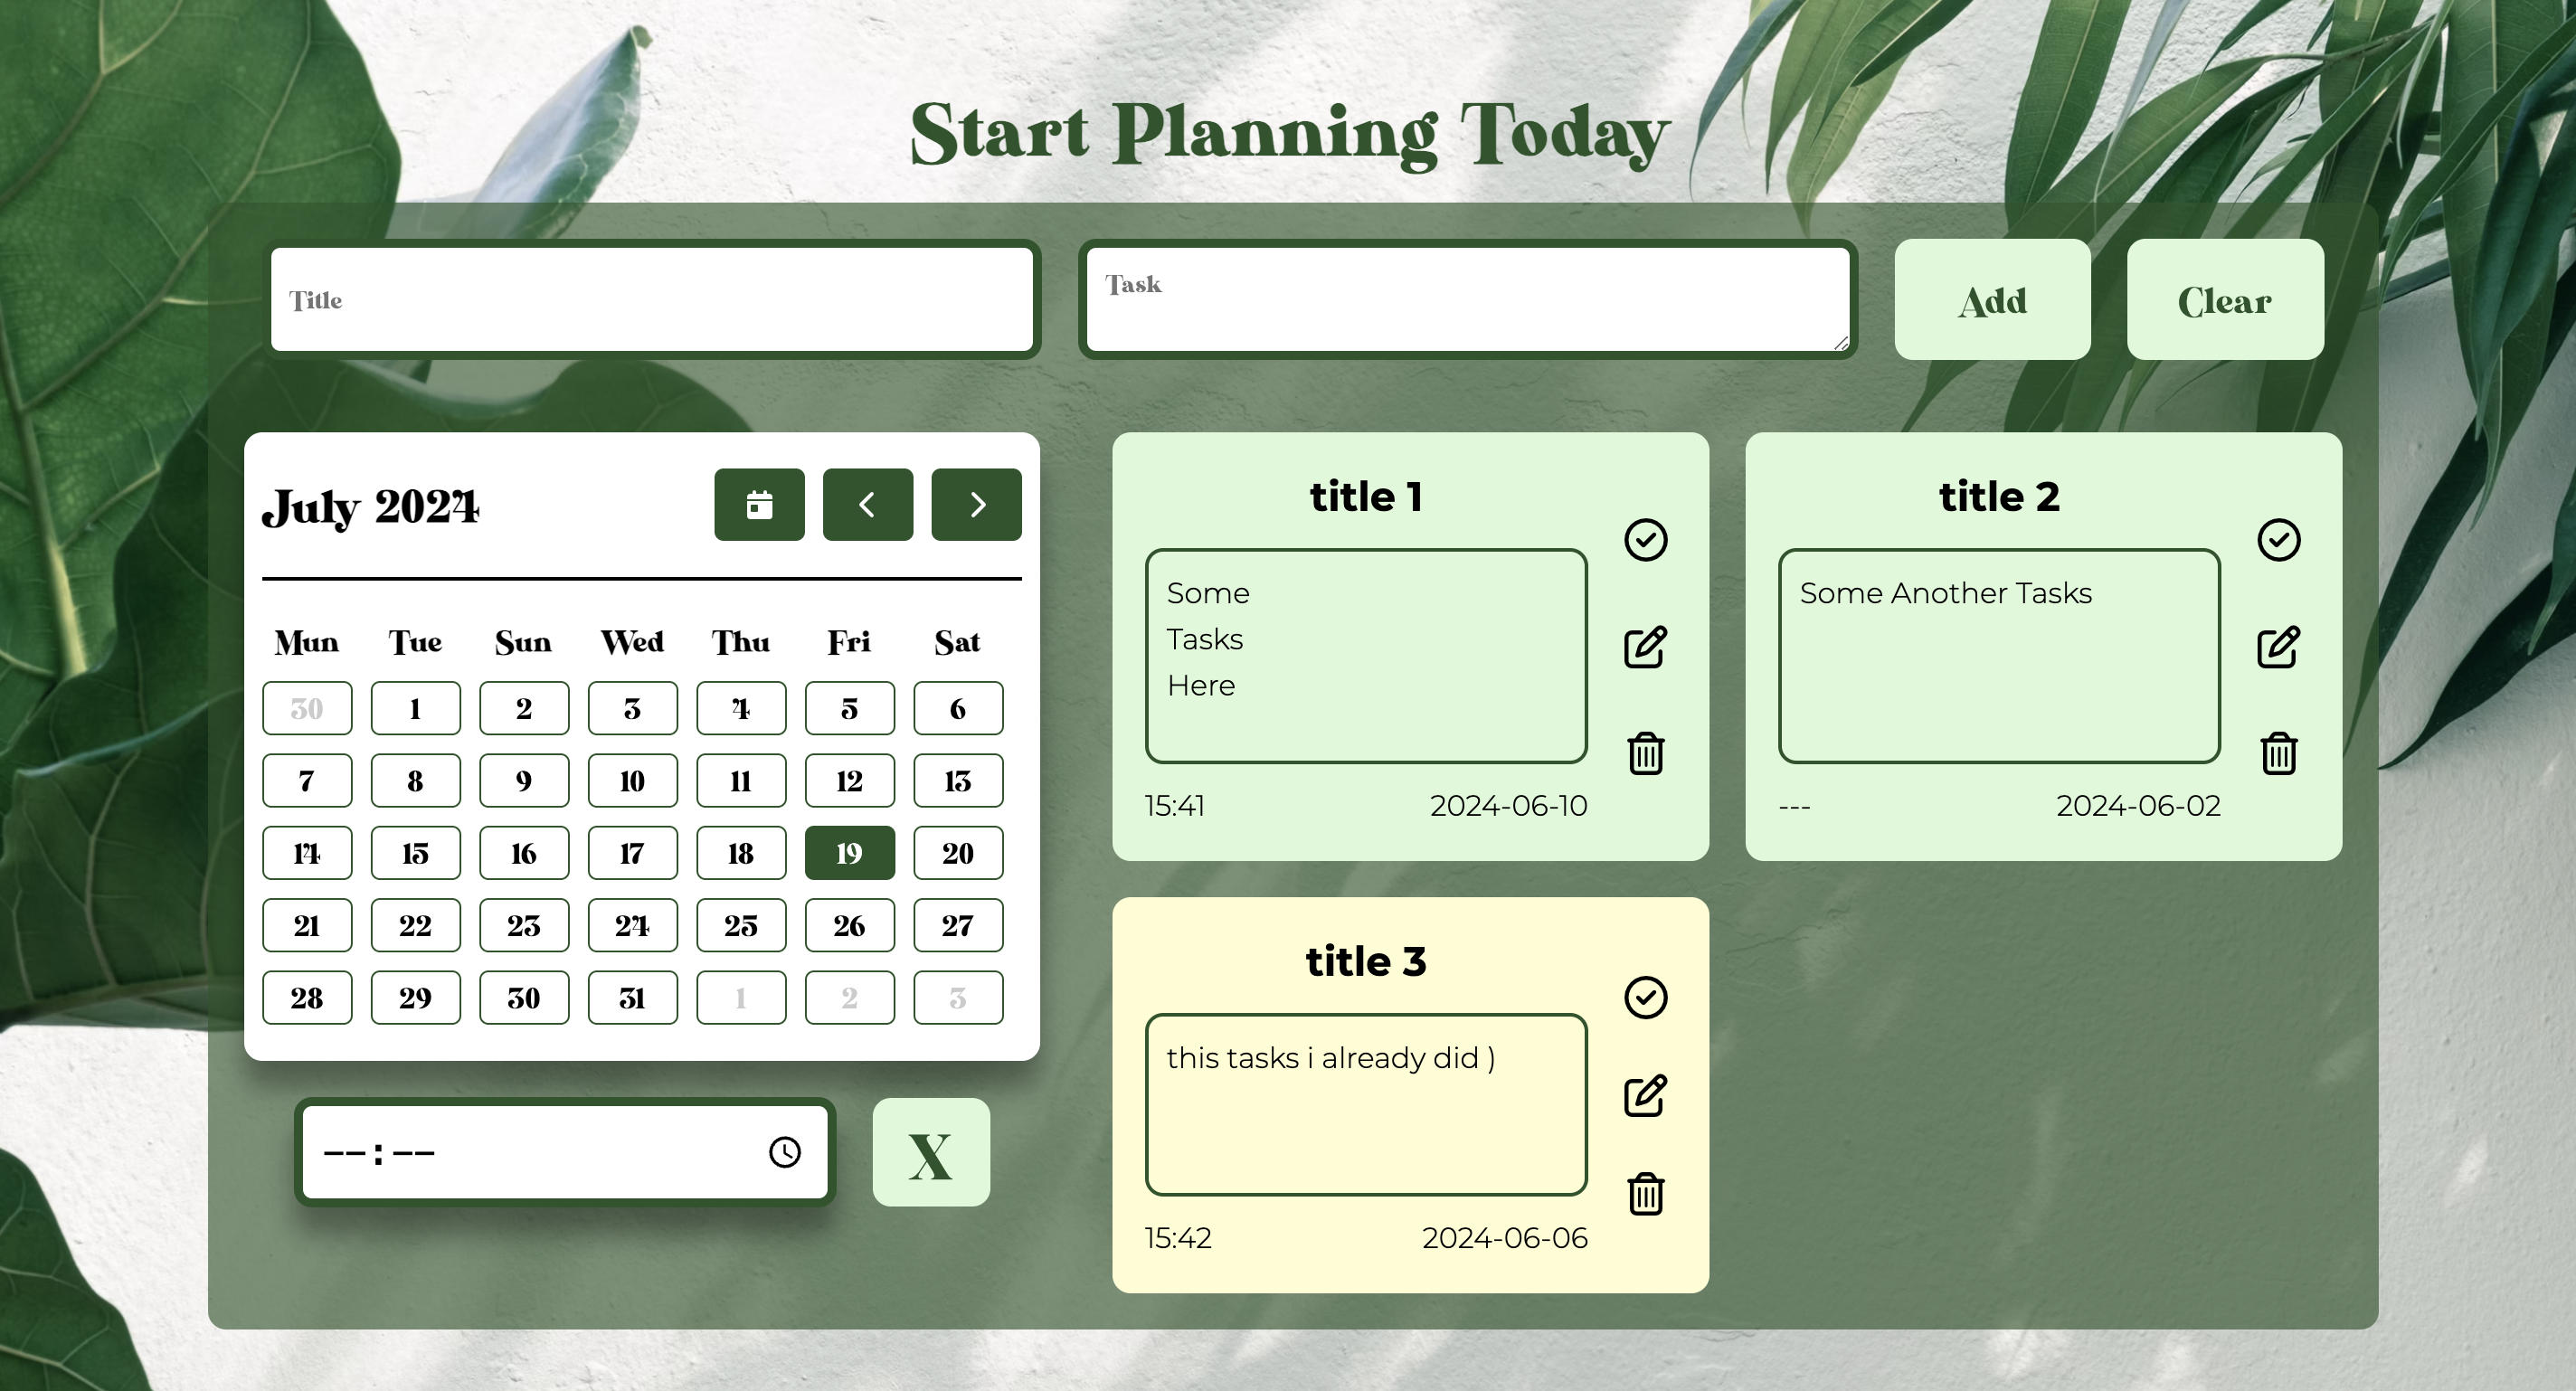 Start Planning Today
Title
Task
Add
Clear
July 2024
Mun Tue Sun Wed Thu Fri Sat
30 1 2 3 4 5 6
7 8 9 10 11 12 13
14 15 16 17 18 19 20
21 22 23 24 25 26 27
28 29 30 31 1 2 3
--:--
X
title 1
Some
Tasks
Here
15:41 2024-06-10
title 2
Some Another Tasks
--- 2024-06-02
title 3
this tasks i already did )
15:42 2024-06-06